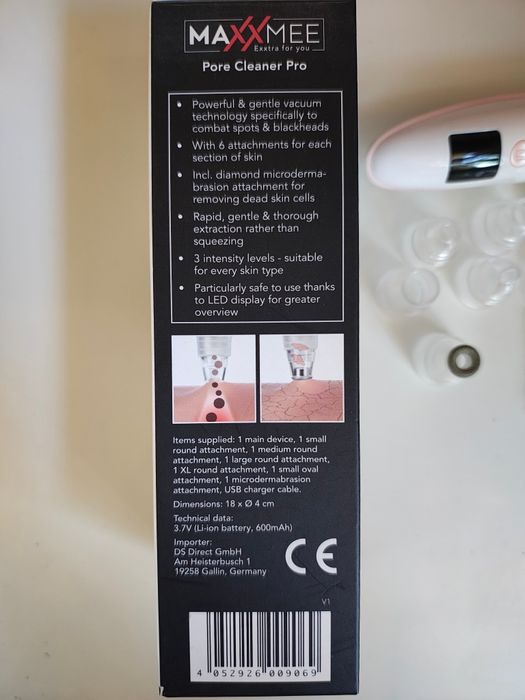 MAXXMEE
Exxtra for you
Pore Cleaner Pro
• Powerful & gentle vacuum
technology specifically to
combat spots & blackheads
• With 6 attachments for each
section of skin
• Incl. diamond microderma-
brasion attachment for
removing dead skin cells
• Rapid, gentle & thorough
extraction rather than
squeezing
• 3 intensity levels - suitable
for every skin type
• Particularly safe to use thanks
to LED display for greater
overview
Items supplied: 1 main device, 1 small
round attachment, 1 medium round
attachment, 1 large round attachment,
1 XL round attachment, 1 small oval
attachment, 1 microdermabrasion
attachment, USB charger cable.
Dimensions: 18 x Ø 4 cm
Technical data:
3.7V (Li-ion battery, 600mAh)
Importer:
DS Direct GmbH
Am Heisterbusch 1
19258 Gallin, Germany
CE
V1
4 052926 009069